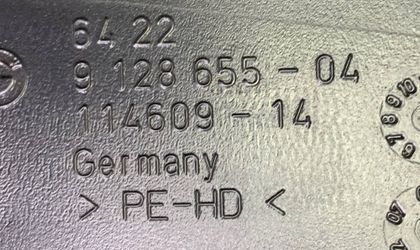 64 22
9 128 655 - 04
114609 - 14
Germany
> PE-HD <